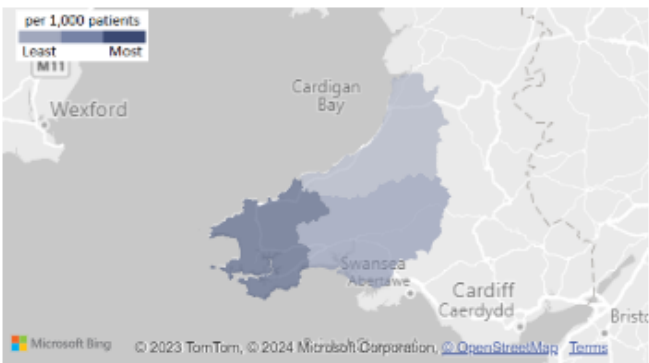 per 1,000 patients
Least Most
M11
Wexford
Cardigan
Bay
Swansea
Abertawe
Cardiff
Caerdydd
Bristo
Microsoft Bing
© 2023 TomTom, © 2024 Microsoft Corporation, © OpenStreetMap Terms